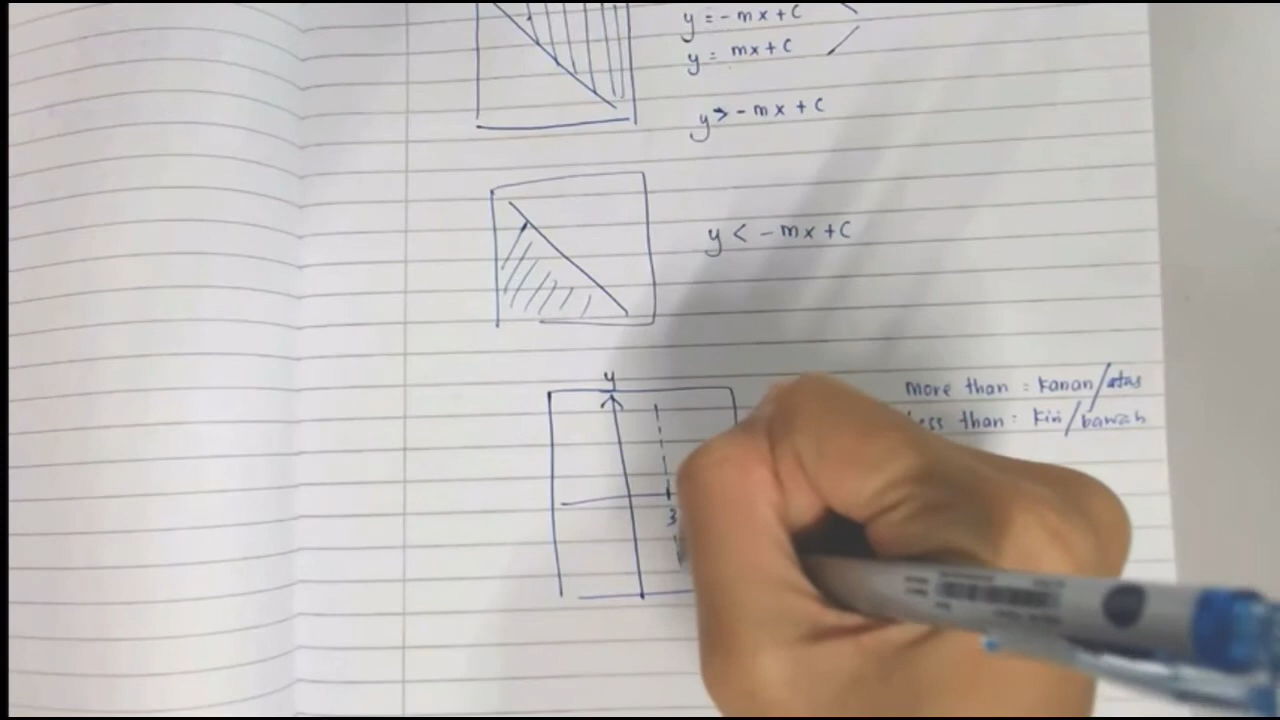 y = - mx + C
y = mx + C
y > - mx + C
y < - mx + C
y
more than : kanan/atas
less than : kiri/bawah
3